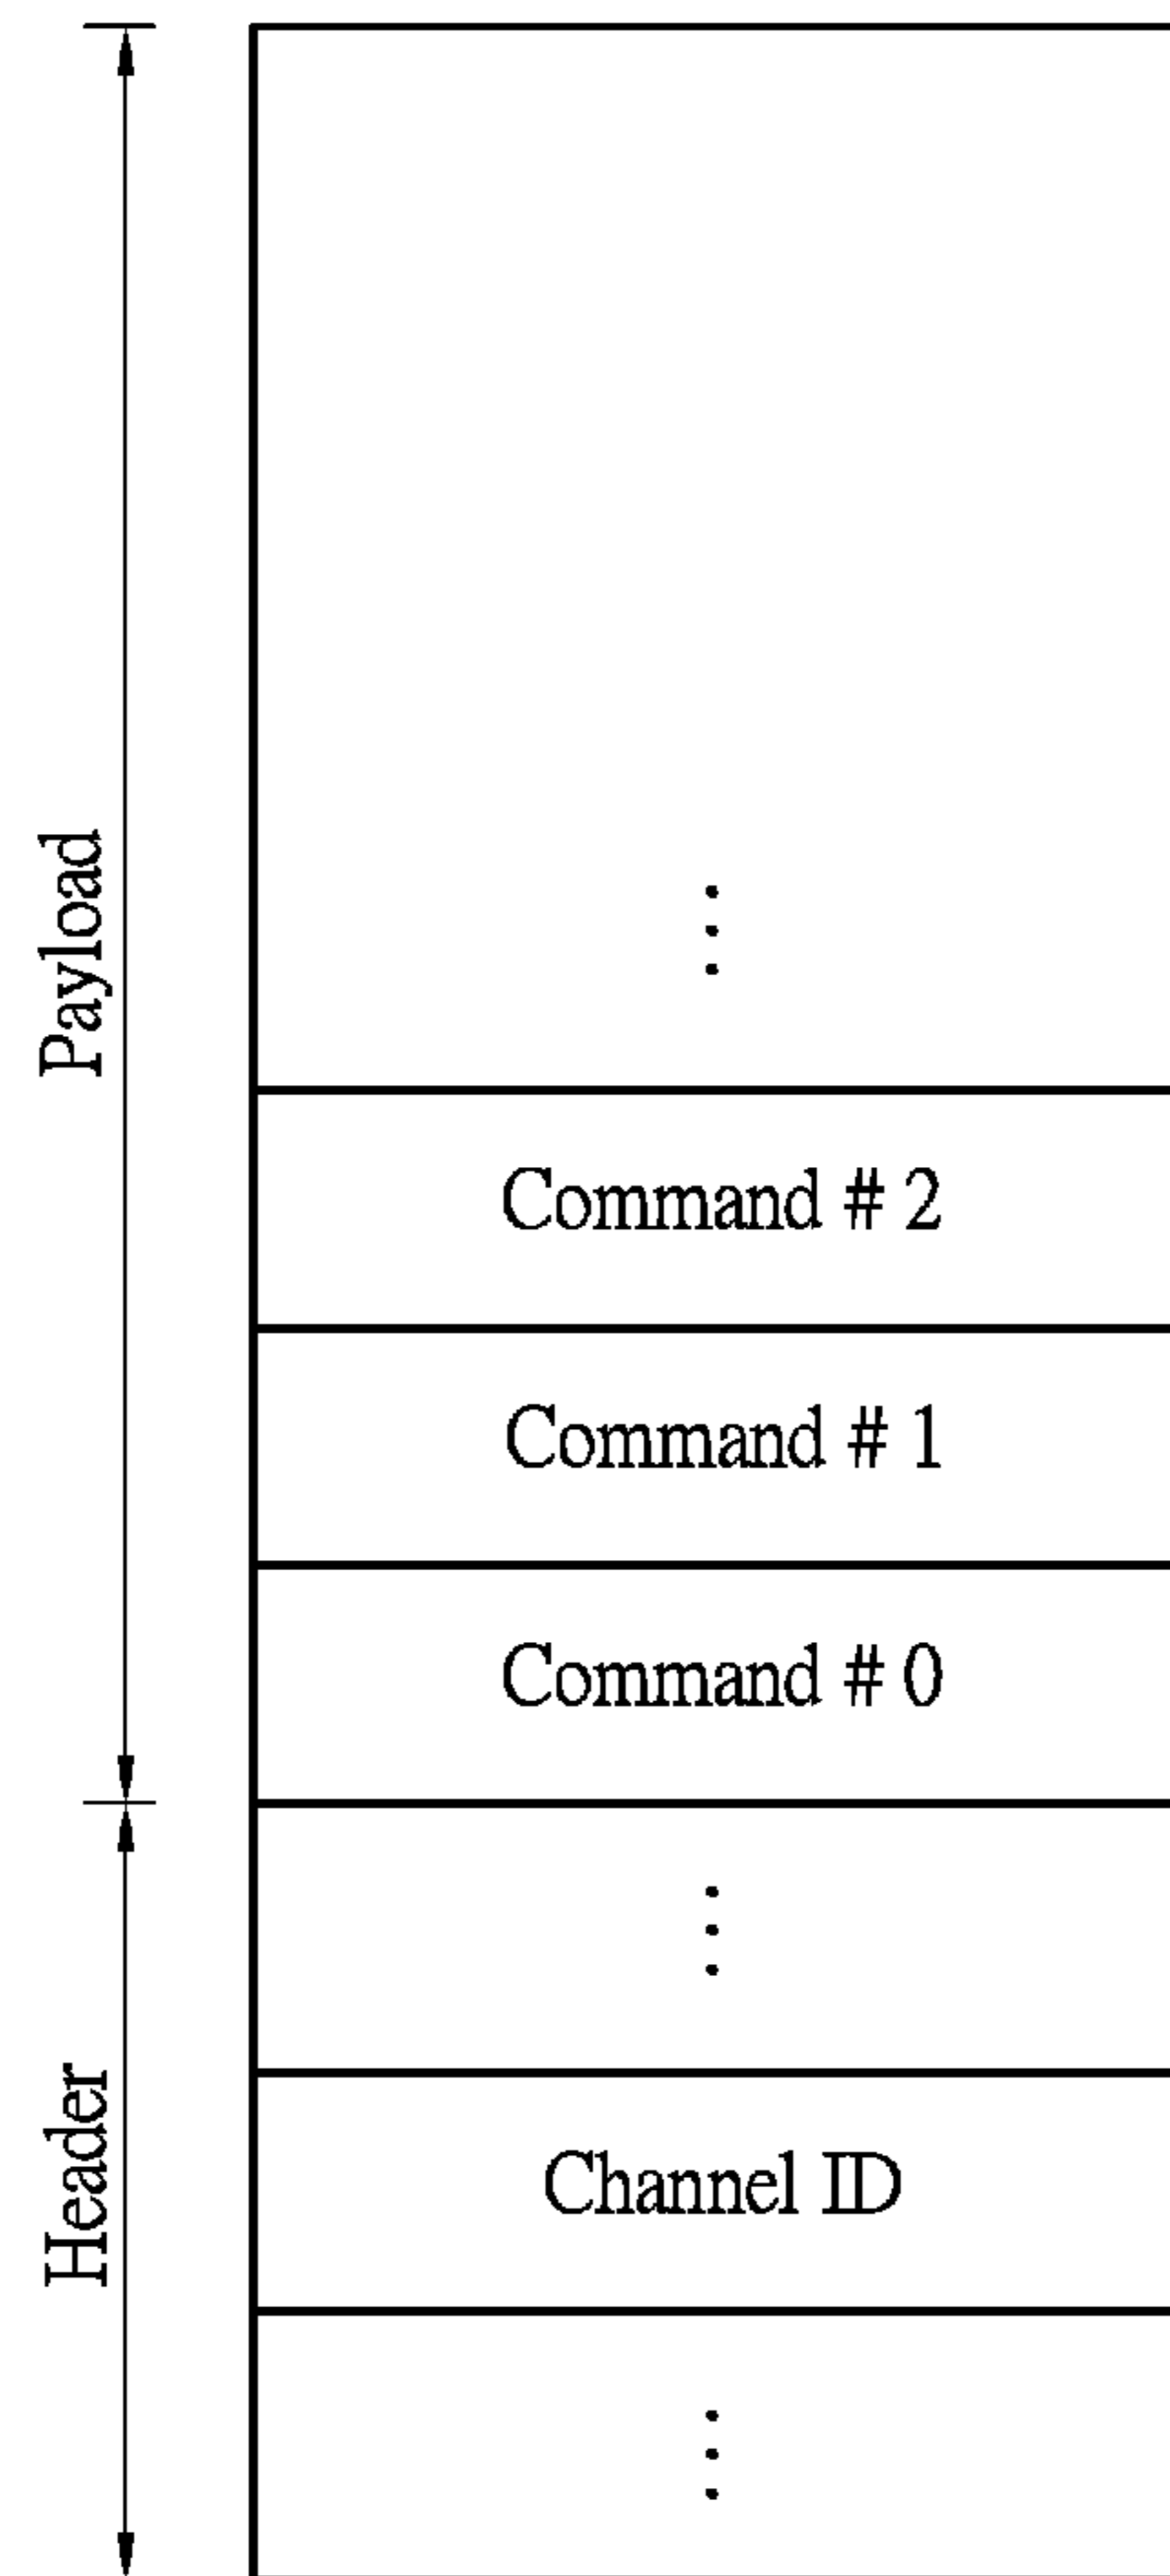 Payload
Command # 2
Command # 1
Command # 0
Header
Channel ID